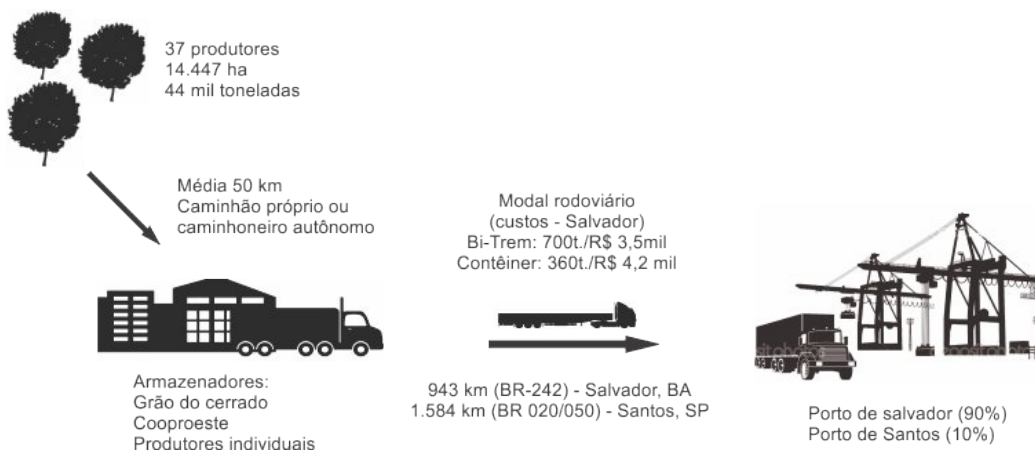 37 produtores
14.447 ha
44 mil toneladas
Média 50 km
Caminhão próprio ou
caminhoneiro autônomo
Modal rodoviário
(custos - Salvador)
Bi-Trem: 700t./R$ 3,5mil
Contêiner: 360t./R$ 4,2 mil
Armazenadores:
Grão do cerrado
Cooproeste
Produtores individuais
943 km (BR-242) - Salvador, BA
1.584 km (BR 020/050) - Santos, SP
Porto de salvador (90%)
Porto de Santos (10%)